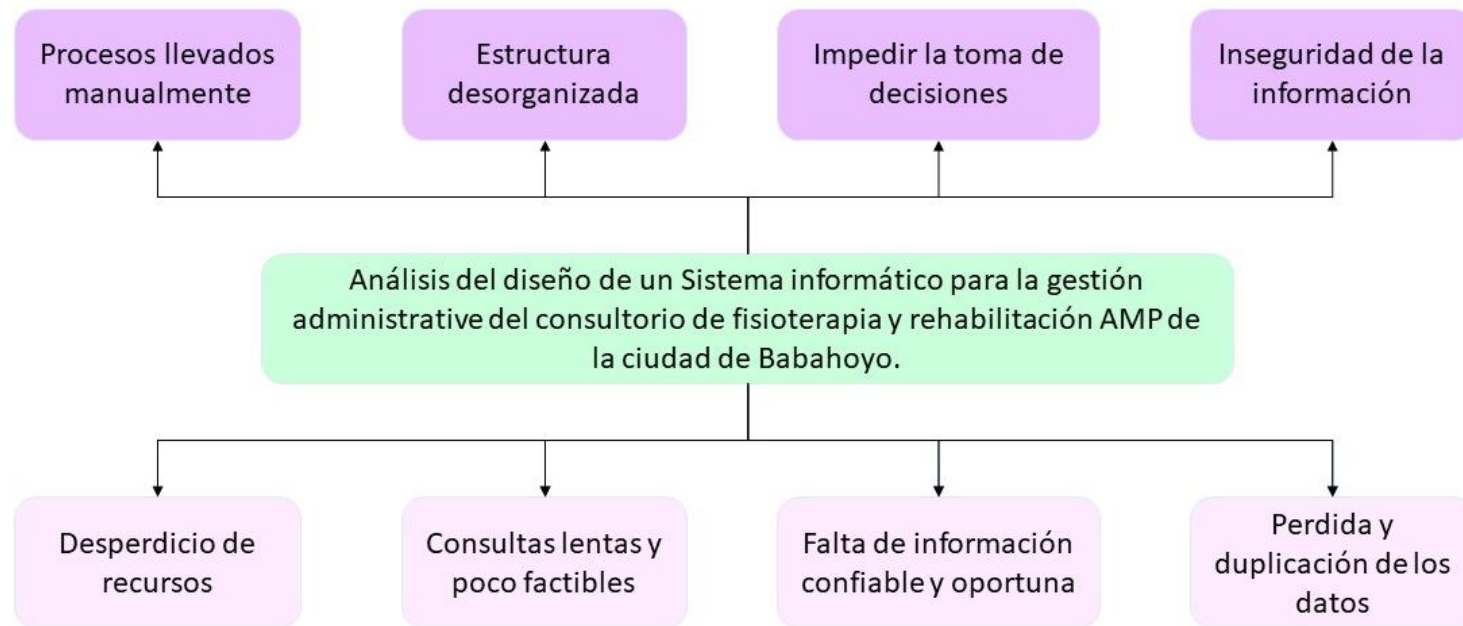 Procesos llevados
manualmente
Estructura
desorganizada
Impedir la toma de
decisiones
Inseguridad de la
información
Análisis del diseño de un Sistema informático para la gestión
administrative del consultorio de fisioterapia y rehabilitación AMP de
la ciudad de Babahoyo.
Desperdicio de
recursos
Consultas lentas y
poco factibles
Falta de información
confiable y oportuna
Perdida y
duplicación de los
datos